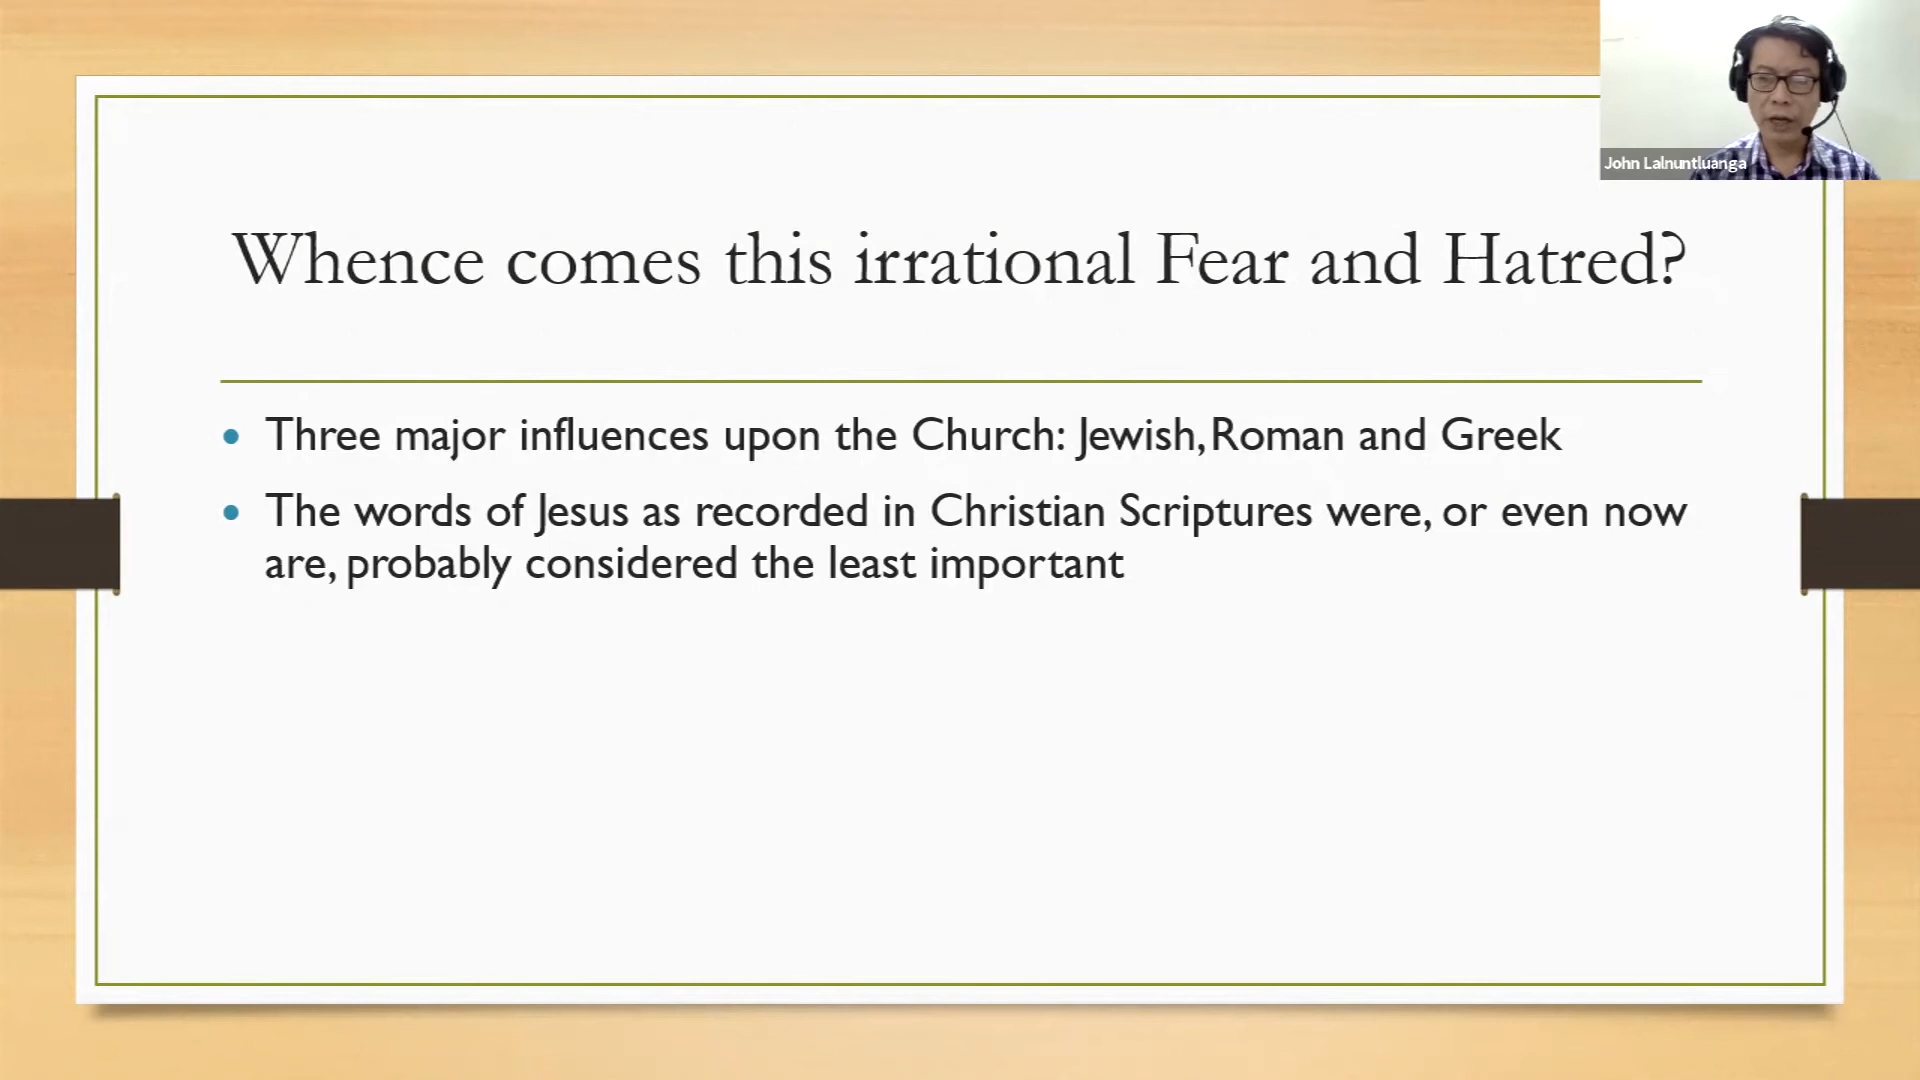 John Lalnuntluanga
Whence comes this irrational Fear and Hatred?
• Three major influences upon the Church: Jewish, Roman and Greek
• The words of Jesus as recorded in Christian Scriptures were, or even now
are, probably considered the least important